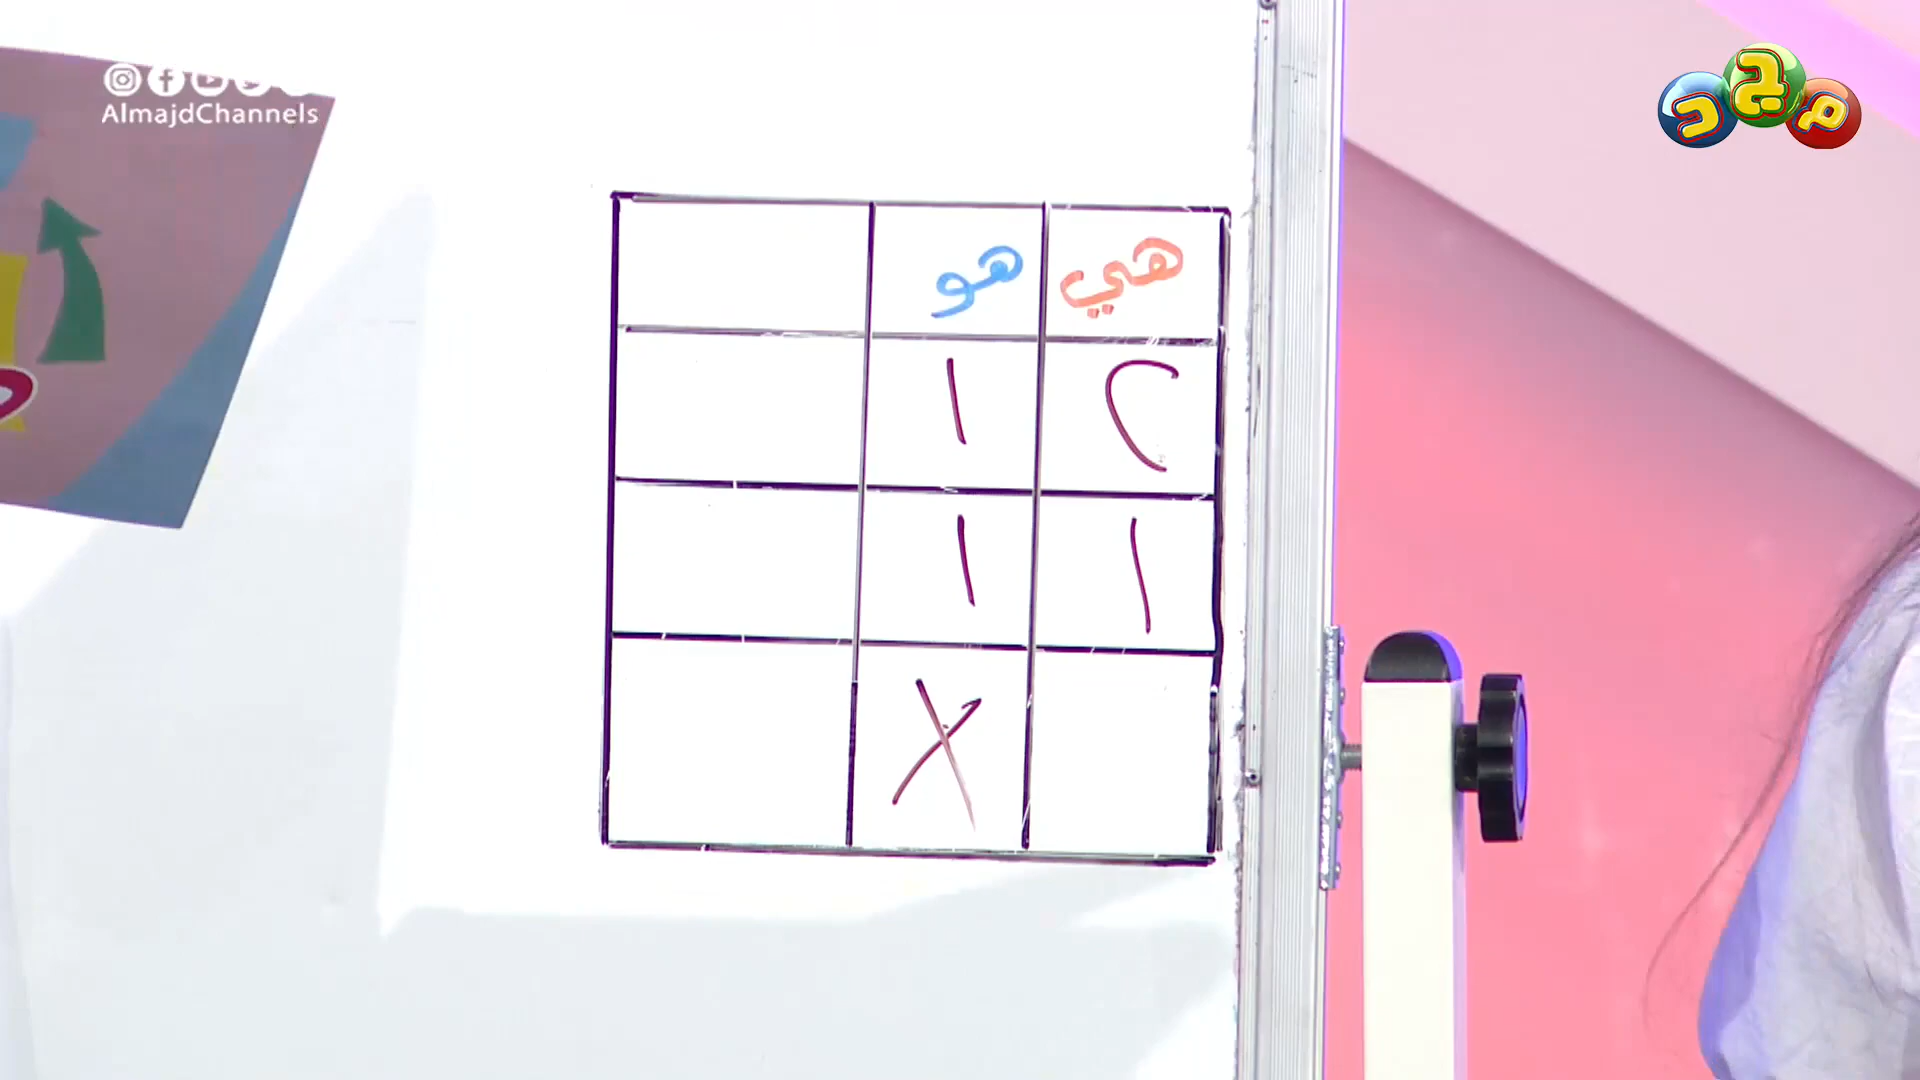 AlmajdChannels
مجد
هي هو
٢ ١
١ ١
X